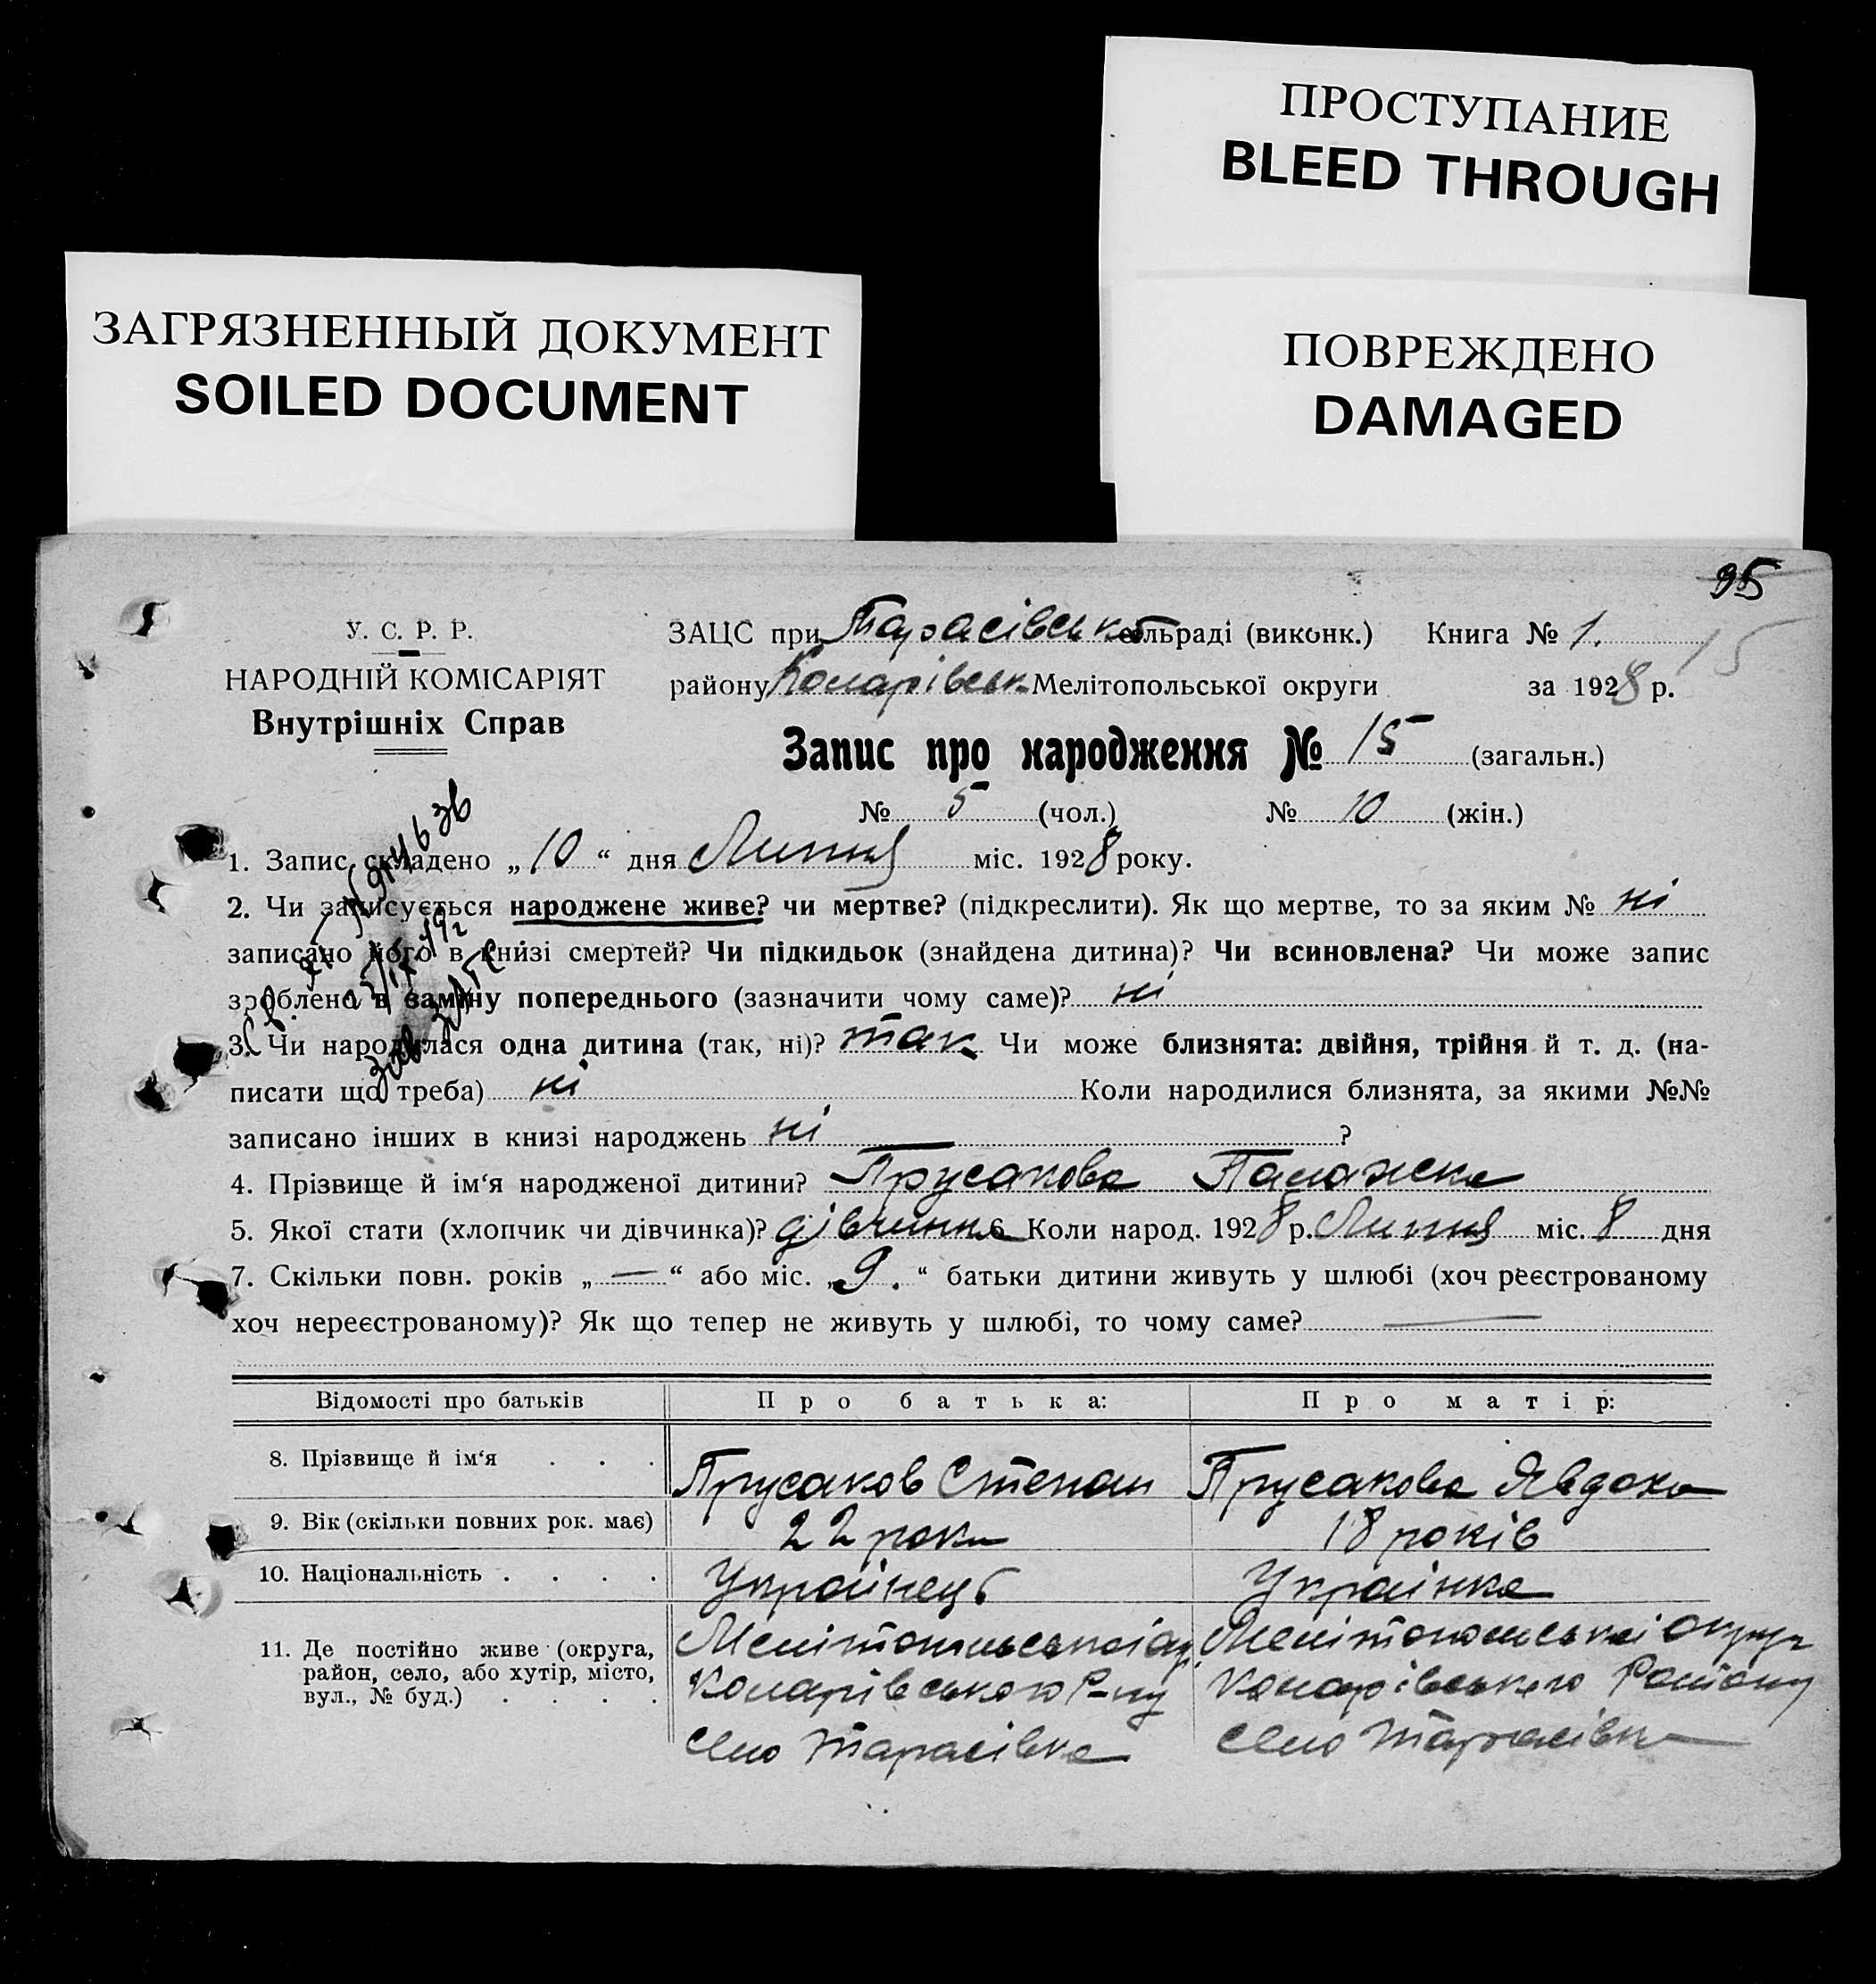 ПРОСТУПАНИЕ
BLEED THROUGH
ЗАГРЯЗНЕННЫЙ ДОКУМЕНТ
SOILED DOCUMENT
ПОВРЕЖДЕНО
DAMAGED
95
У. С. Р. Р.
НАРОДНІЙ КОМІСАРІЯТ
Внутрішніх Справ
ЗАЦС при Тарасівськ сельраді (виконк.) Книга № 1. 15
району Коларівськ. Мелітопольської округи за 1928 р.
Запис про народження № 15 (загальн.)
№ 5 (чол.) № 10 (жін.)
1. Запис складено „10“ дня Липня міс. 1928 року.
2. Чи записується народжене живе? чи мертве? (підкреслити). Як що мертве, то за яким № ні
записано його в книзі смертей? Чи підкидьок (знайдена дитина)? Чи всиновлена? Чи може запис
зроблено в заміну попереднього (зазначити чому саме)? ні
3. Чи народилася одна дитина (так, ні)? так Чи може близнята: двійня, трійня й т. д. (на-
писати що треба) ні Коли народилися близнята, за якими №№
записано інших в книзі народжень ні ?
4. Прізвище й ім‘я народженої дитини? Прусакова Палажка
5. Якої стати (хлопчик чи дівчинка)? дівчинка 6 Коли народ. 1928 р. Липня міс. 8 дня
7. Скільки повн. років „—“ або міс. „9.“ батьки дитини живуть у шлюбі (хоч реєстрованому
хоч нереєстрованому)? Як що тепер не живуть у шлюбі, то чому саме? —
Відомості про батьків Про батька: Про матір:
8. Прізвище й ім‘я . . . Прусаков Степан Прусакова Явдоха
9. Вік (скільки повних рок. має) 22 роки 18 років
10. Національність . . . . Українець Українка
11. Де постійно живе (округа, Мелітопольської ок. Мелітопольської округи
район, село, або хутір, місто, Коларівського Р-ну Коларівського Району
вул., № буд.) . . . . село Тарасівка село Тарасівка